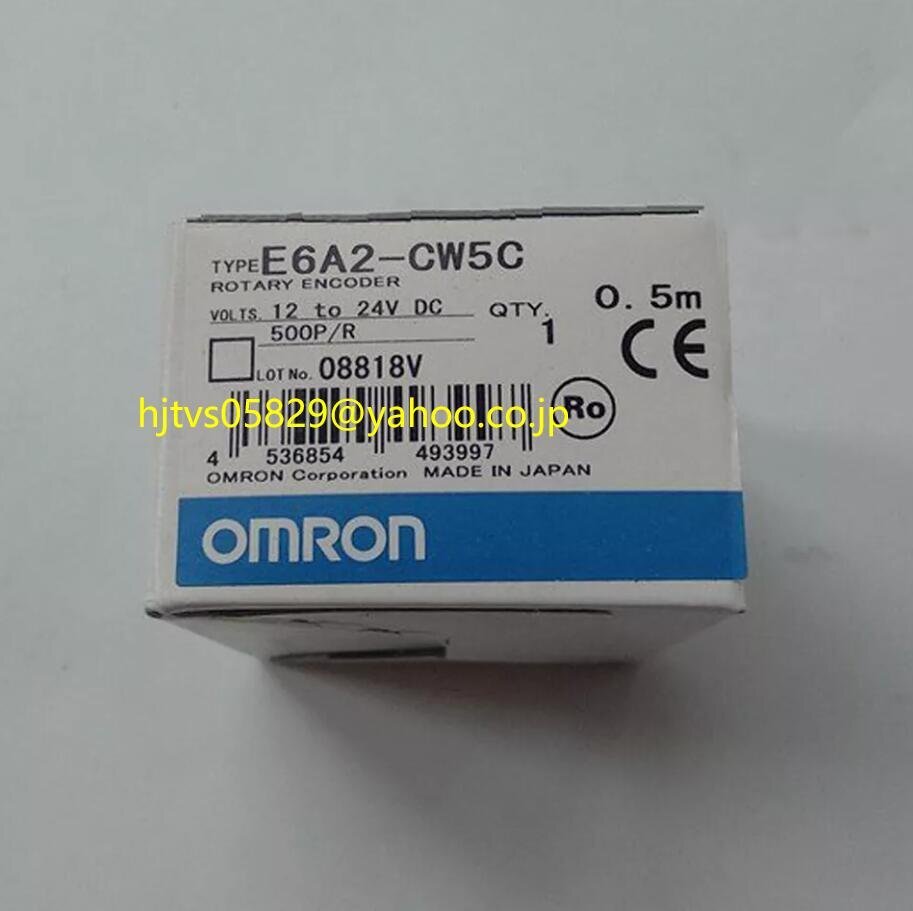 TYPE E6A2-CW5C
ROTARY ENCODER
VOLTS. 12 to 24V DC QTY. 1 0.5m
500P/R
CE
LOT No. 08818V
hjtvs05829@yahoo.co.jp
Ro
4 536854 493997
OMRON Corporation MADE IN JAPAN
OMRON